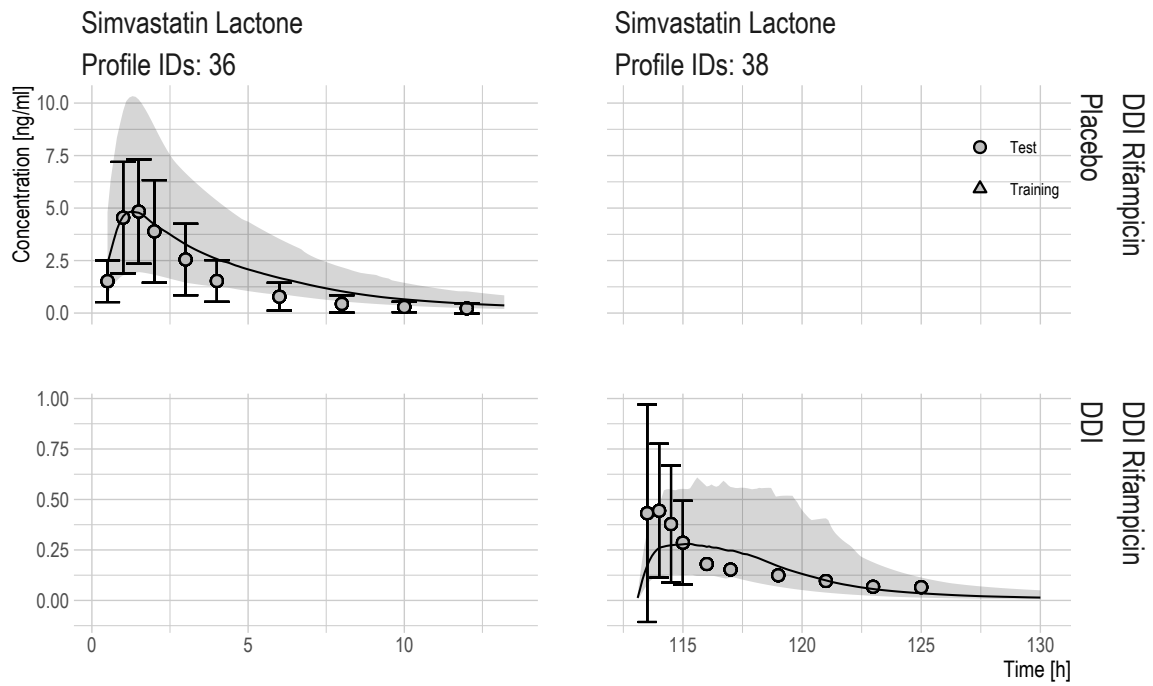 Simvastatin Lactone
Profile IDs: 36
Simvastatin Lactone
Profile IDs: 38
Concentration [ng/ml]
10.0
7.5
5.0
2.5
0.0
Test
Training
DDI Rifampicin
Placebo
1.00
0.75
0.50
0.25
0.00
DDI Rifampicin
DDI
0
5
10
115
120
125
130
Time [h]